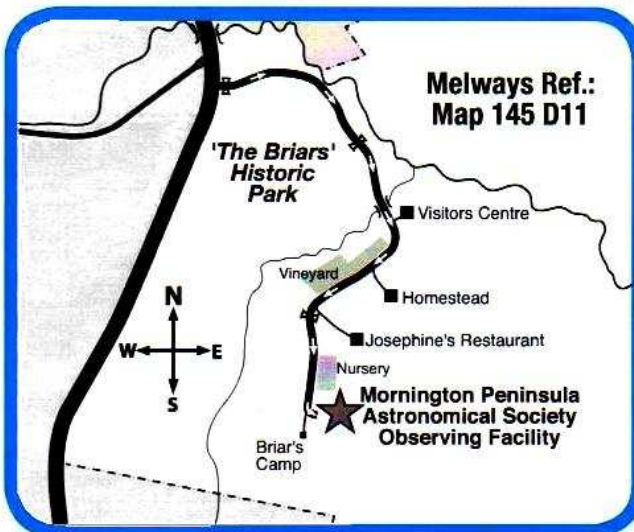 Melways Ref.:
Map 145 D11
'The Briars'
Historic
Park
Visitors Centre
Vineyard
Homestead
N
W E
S
Josephine's Restaurant
Nursery
Mornington Peninsula
Astronomical Society
Observing Facility
Briar's
Camp